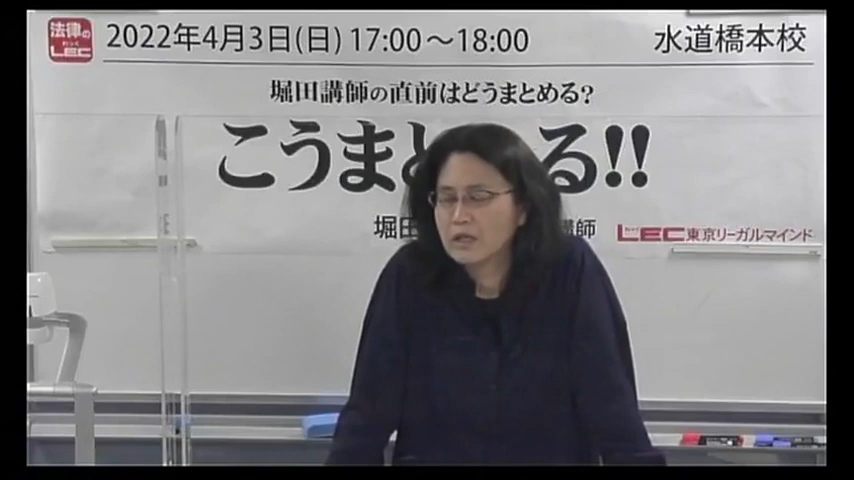 法律の LEC
2022年4月3日(日) 17:00～18:00 水道橋本校
堀田講師の直前はどうまとめる?
こうまとめる!!
堀田 講師 LEC東京リーガルマインド